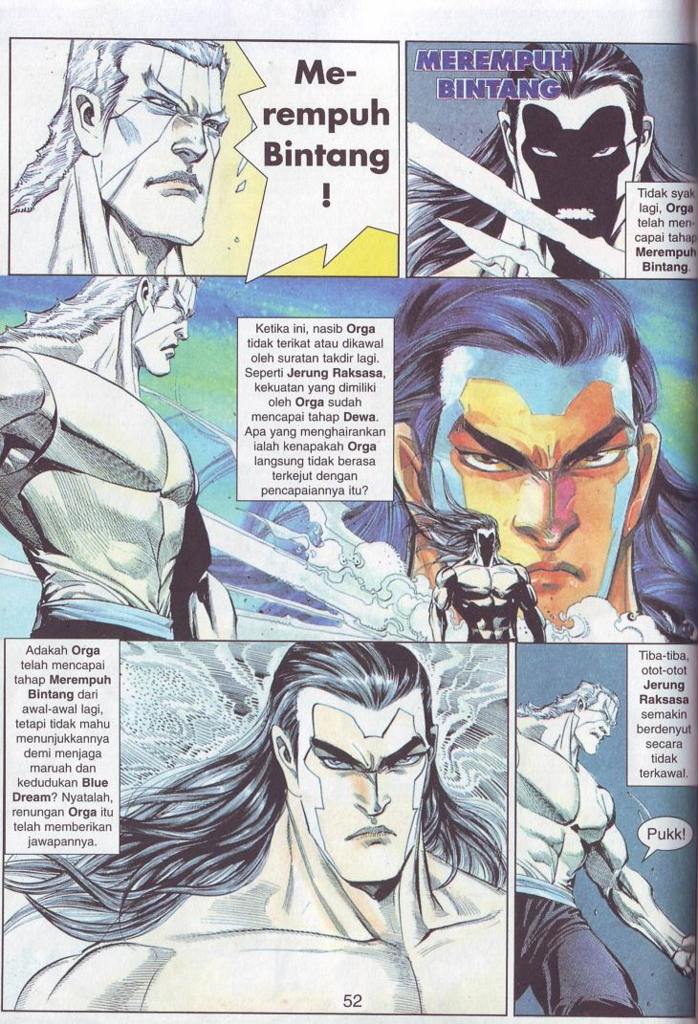 Me-
rempuh
Bintang
!
MEREMPUH
BINTANG
Tidak syak
lagi, Orga
telah men-
capai tahap
Merempuh
Bintang.
Ketika ini, nasib Orga
tidak terikat atau dikawal
oleh suratan takdir lagi.
Seperti Jerung Raksasa,
kekuatan yang dimiliki
oleh Orga sudah
mencapai tahap Dewa.
Apa yang menghairankan
ialah kenapakah Orga
langsung tidak berasa
terkejut dengan
pencapaiannya itu?
Adakah Orga
telah mencapai
tahap Merempuh
Bintang dari
awal-awal lagi,
tetapi tidak mahu
menunjukkannya
demi menjaga
maruah dan
kedudukan Blue
Dream? Nyatalah,
renungan Orga itu
telah memberikan
jawapannya.
Tiba-tiba,
otot-otot
Jerung
Raksasa
semakin
berdenyut
secara
tidak
terkawal.
Pukk!
52